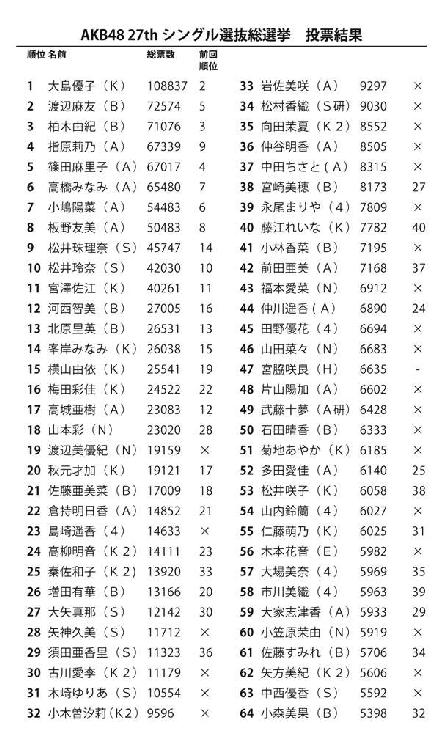 AKB48 27th シングル選抜総選挙　投票結果
順位 名前 総票数 前回順位
1 大島優子（K） 108837 2
2 渡辺麻友（B） 72574 5
3 柏木由紀（B） 71076 3
4 指原莉乃（A） 67339 9
5 篠田麻里子（A） 67017 4
6 高橋みなみ（A） 65480 7
7 小嶋陽菜（A） 54483 6
8 板野友美（A） 50483 8
9 松井珠理奈（S） 45747 14
10 松井玲奈（S） 42030 10
11 宮澤佐江（K） 40261 11
12 河西智美（B） 27005 16
13 北原里英（B） 26531 13
14 峯岸みなみ（K） 26038 15
15 横山由依（K） 25541 19
16 梅田彩佳（K） 24522 22
17 高城亜樹（A） 23083 12
18 山本彩（N） 23020 28
19 渡辺美優紀（N） 19159 ×
20 秋元才加（K） 19121 17
21 佐藤亜美菜（B） 17009 18
22 倉持明日香（A） 14852 21
23 島崎遥香（4） 14633 ×
24 高柳明音（K2） 14111 23
25 秦佐和子（K2） 13920 33
26 増田有華（B） 13166 20
27 大矢真那（S） 12142 30
28 矢神久美（S） 11712 ×
29 須田亜香里（S） 11323 36
30 古川愛李（K2） 11179 ×
31 木崎ゆりあ（S） 10554 ×
32 小木曽汐莉（K2） 9596 ×
33 岩佐美咲（A） 9297 ×
34 松村香織（S研） 9030 ×
35 向田茉夏（K2） 8552 ×
36 仲谷明香（A） 8505 ×
37 中田ちさと（A） 8315 ×
38 宮崎美穂（B） 8173 27
39 永尾まりや（4） 7809 ×
40 藤江れいな（K） 7782 40
41 小林香菜（B） 7195 ×
42 前田亜美（A） 7168 37
43 福本愛菜（N） 6912 ×
44 仲川遥香（A） 6890 24
45 田野優花（4） 6694 ×
46 山田菜々（N） 6683 ×
47 宮脇咲良（H） 6635 -
48 片山陽加（A） 6602 ×
49 武藤十夢（A研） 6428 ×
50 石田晴香（B） 6333 ×
51 菊地あやか（K） 6185 ×
52 多田愛佳（A） 6140 25
53 松井咲子（K） 6058 38
54 山内鈴蘭（4） 6027 ×
55 仁藤萌乃（K） 6025 31
56 木本花音（E） 5982 ×
57 大場美奈（4） 5969 35
58 市川美織（4） 5963 39
59 大家志津香（A） 5933 29
60 小笠原茉由（N） 5919 ×
61 佐藤すみれ（B） 5706 34
62 矢方美紀（K2） 5606 ×
63 中西優香（S） 5592 ×
64 小森美果（B） 5398 32